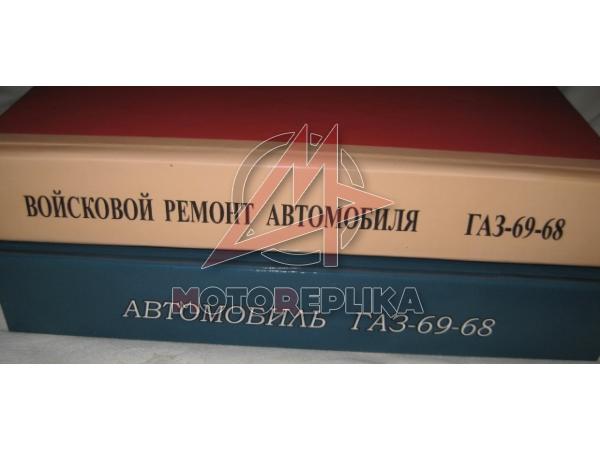 ВОЙСКОВОЙ РЕМОНТ АВТОМОБИЛЯ ГАЗ-69-68
MOTOREPLIKA
АВТОМОБИЛЬ ГАЗ-69-68